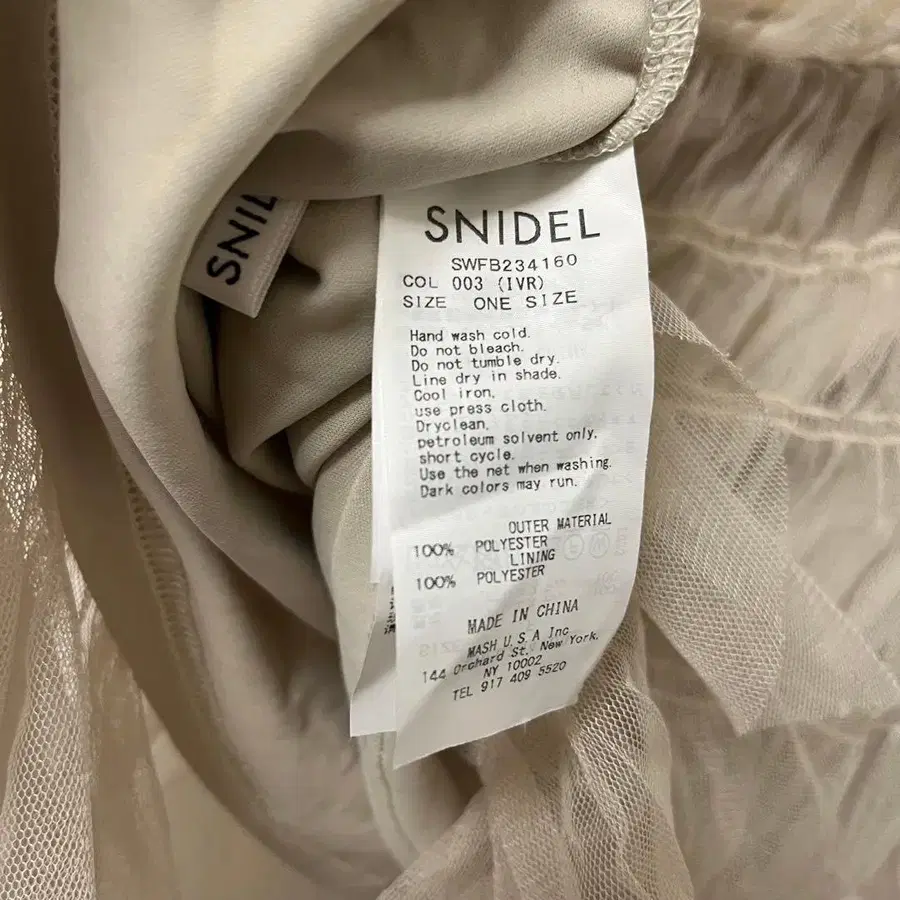 SNIDEL
SWFB234160
COL 003 (IVR)
SIZE ONE SIZE
Hand wash cold.
Do not bleach.
Do not tumble dry.
Line dry in shade.
Cool iron,
use press cloth.
Dryclean,
petroleum solvent only,
short cycle.
Use the net when washing.
Dark colors may run.
OUTER MATERIAL
100% POLYESTER
LINING
100% POLYESTER
MADE IN CHINA
MASH U.S.A Inc
144 Orchard St. New York,
NY 10002
TEL 917 409 5520
SNIDEL